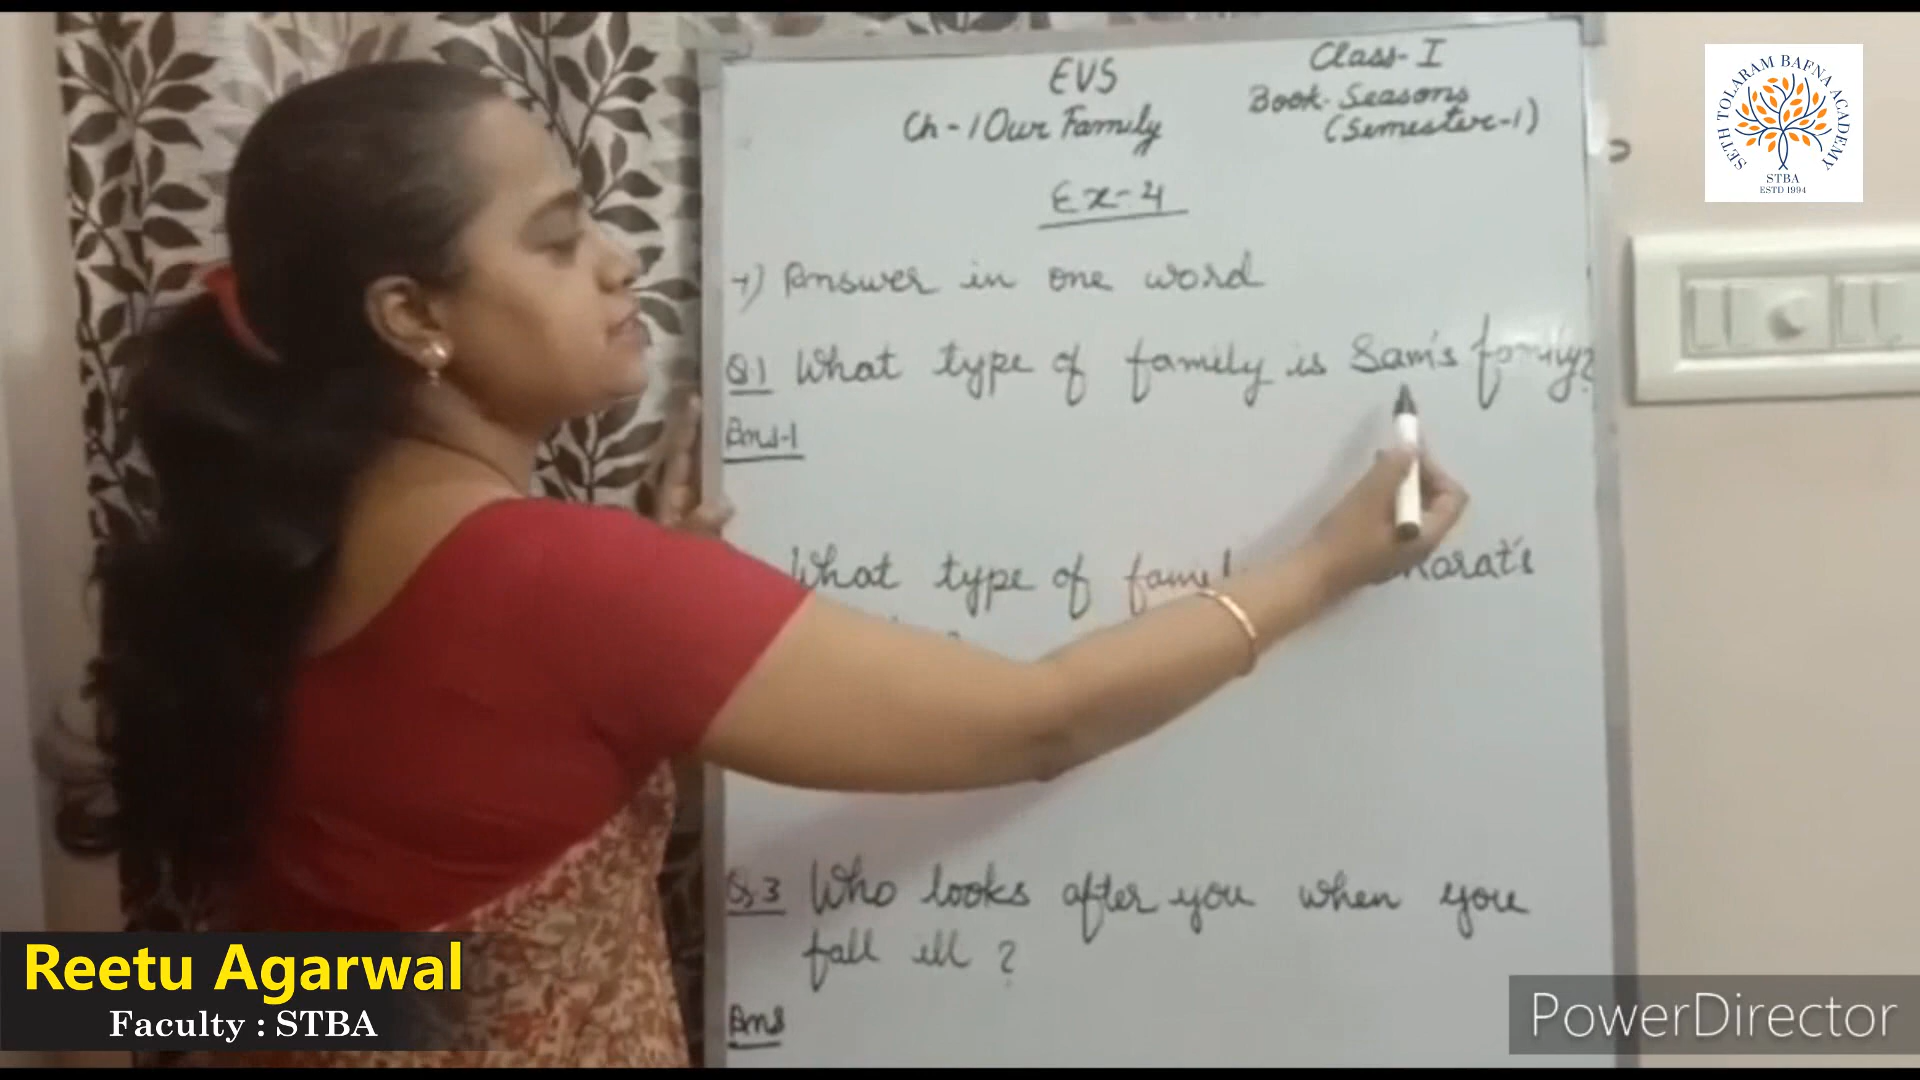 EVS
Class-I
Ch-1 Our Family
Book-Seasons
(Semester-1)
Ex-4
Answer in one word
Q1 What type of family is Sam's family?
Ans-1
What type of
Q.3 Who looks after you when you
fall ill ?
Ans
SETH TOLARAM BAFNA ACADEMY
STBA
ESTD 1994
Reetu Agarwal
Faculty : STBA
PowerDirector